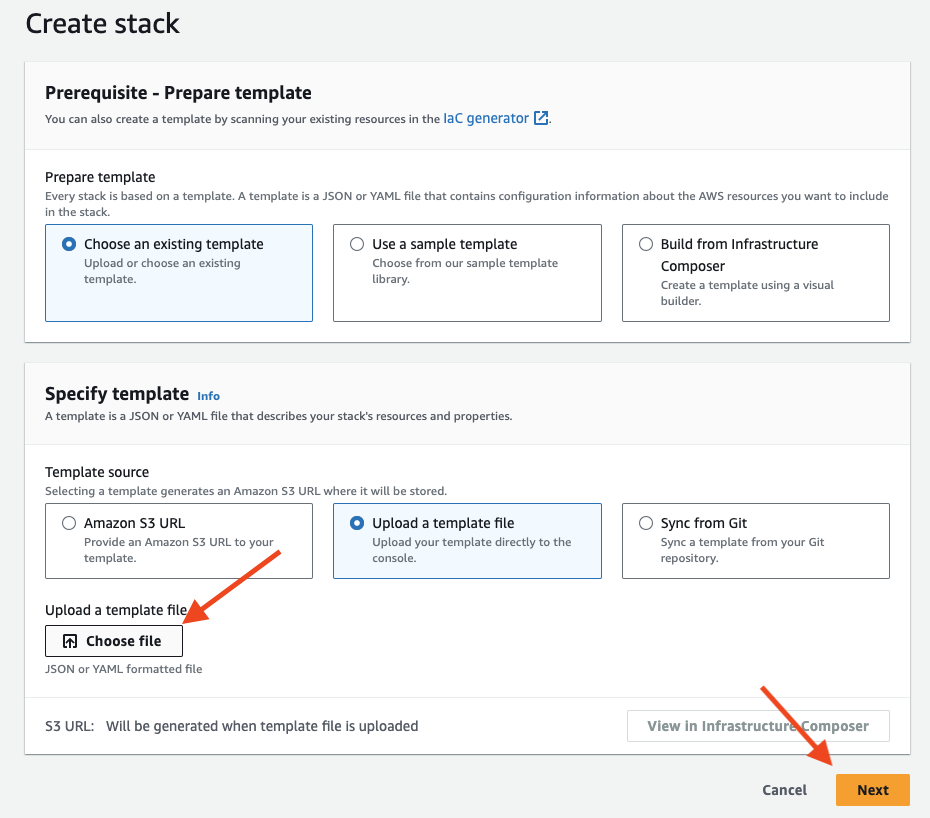 Create stack
Prerequisite - Prepare template
You can also create a template by scanning your existing resources in the IaC generator.
Prepare template
Every stack is based on a template. A template is a JSON or YAML file that contains configuration information about the AWS resources you want to include
in the stack.
Choose an existing template
Upload or choose an existing
template.
Use a sample template
Choose from our sample template
library.
Build from Infrastructure
Composer
Create a template using a visual
builder.
Specify template Info
A template is a JSON or YAML file that describes your stack's resources and properties.
Template source
Selecting a template generates an Amazon S3 URL where it will be stored.
Amazon S3 URL
Provide an Amazon S3 URL to your
template.
Upload a template file
Upload your template directly to the
console.
Sync from Git
Sync a template from your Git
repository.
Upload a template file
Choose file
JSON or YAML formatted file
S3 URL: Will be generated when template file is uploaded
View in Infrastructure Composer
Cancel
Next